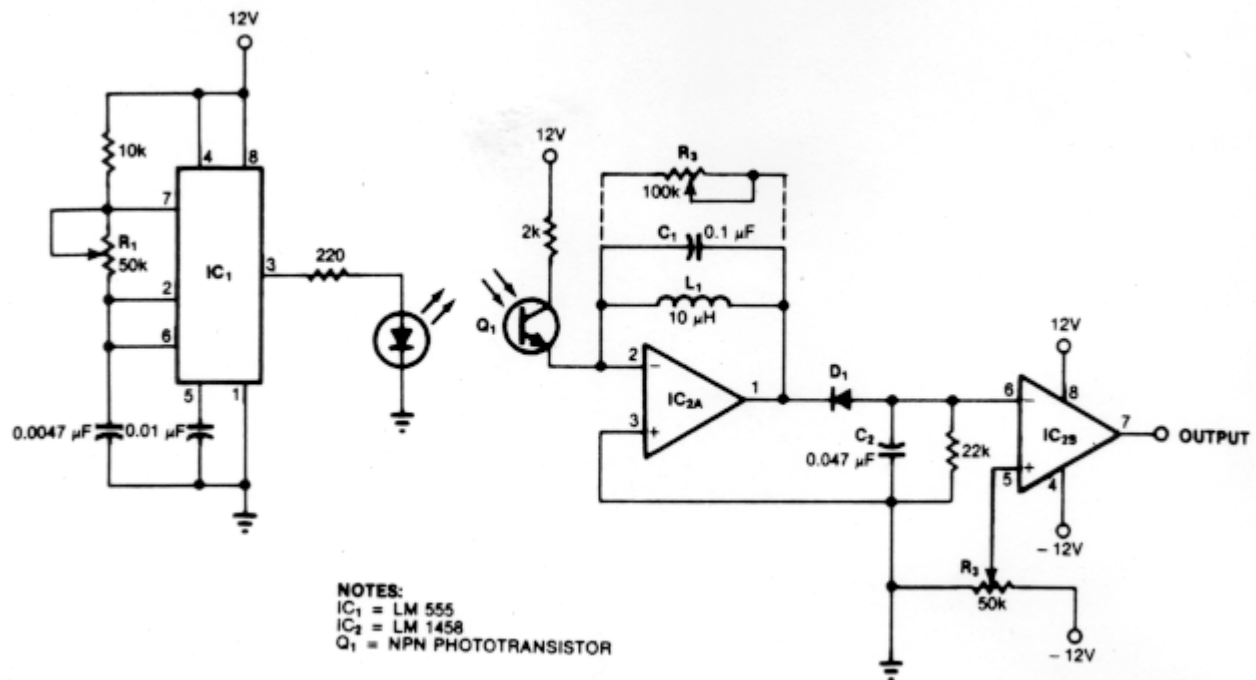 12V
10k
4
8
7
R₁
50k
IC₁
3
220
2
6
5
1
0.0047 µF
0.01 µF
12V
2k
Q₁
R₃
100k
C₁
0.1 µF
L₁
10 µH
2
−
IC₂A
1
3
+
D₁
C₂
0.047 µF
22k
12V
8
6
−
IC₂B
7
OUTPUT
5
+
4
− 12V
R₃
50k
− 12V
NOTES:
IC₁ = LM 555
IC₂ = LM 1458
Q₁ = NPN PHOTOTRANSISTOR